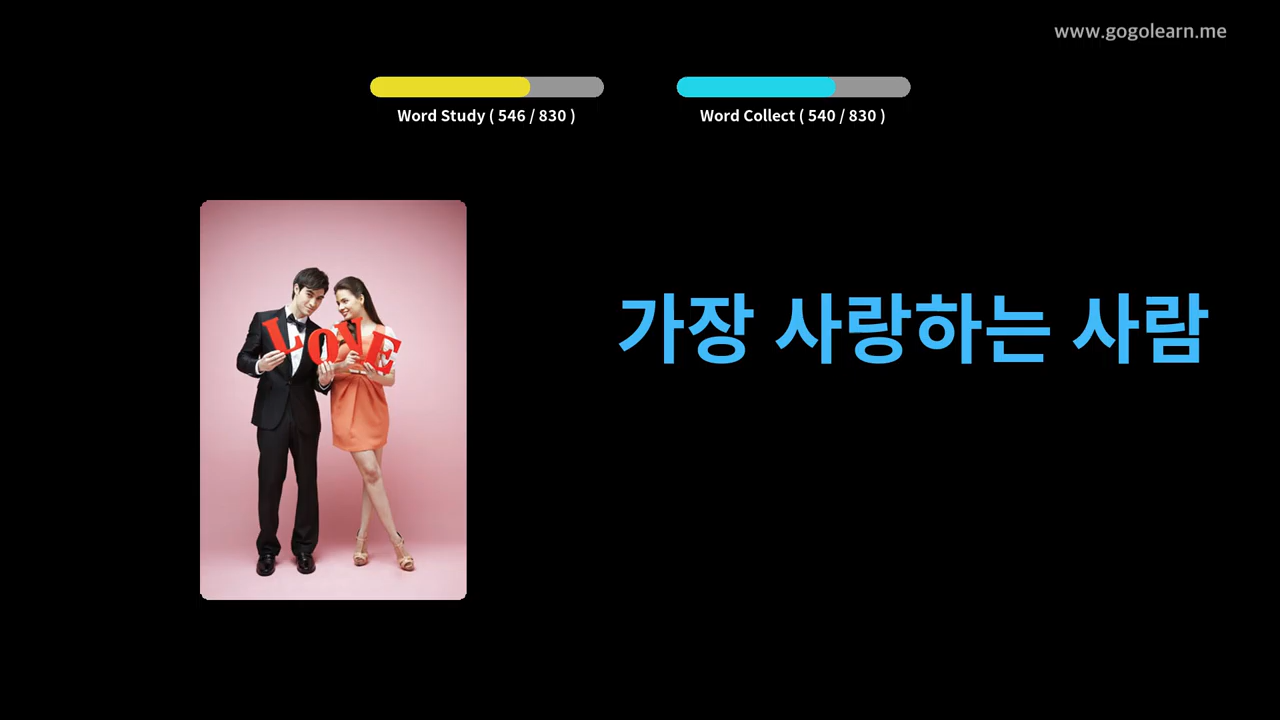 www.gogolearn.me
Word Study ( 546 / 830 )
Word Collect ( 540 / 830 )
LOVE
가장 사랑하는 사람